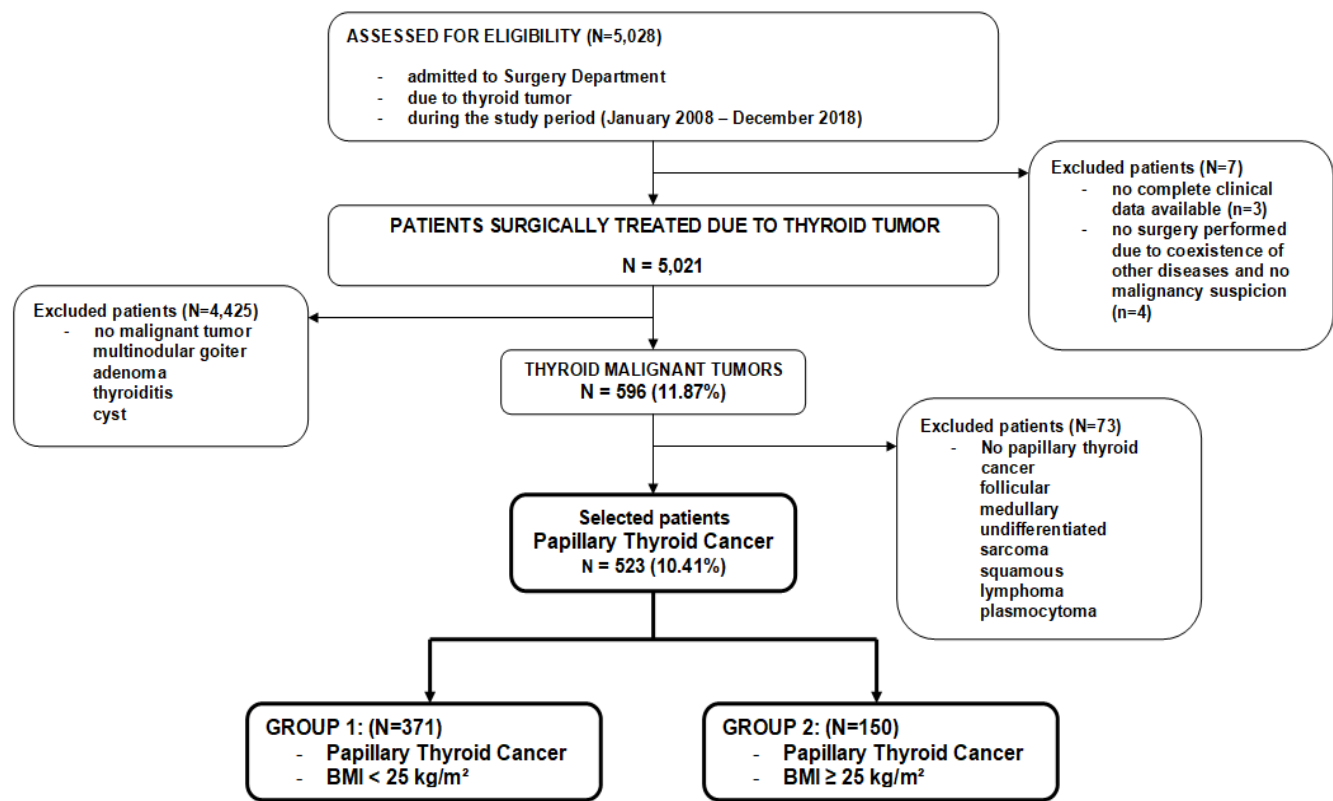 ASSESSED FOR ELIGIBILITY (N=5,028)
- admitted to Surgery Department
- due to thyroid tumor
- during the study period (January 2008 – December 2018)
Excluded patients (N=7)
- no complete clinical
data available (n=3)
- no surgery performed
due to coexistence of
other diseases and no
malignancy suspicion
(n=4)
PATIENTS SURGICALLY TREATED DUE TO THYROID TUMOR
N = 5,021
Excluded patients (N=4,425)
- no malignant tumor
multinodular goiter
adenoma
thyroiditis
cyst
THYROID MALIGNANT TUMORS
N = 596 (11.87%)
Excluded patients (N=73)
- No papillary thyroid
cancer
follicular
medullary
undifferentiated
sarcoma
squamous
lymphoma
plasmocytoma
Selected patients
Papillary Thyroid Cancer
N = 523 (10.41%)
GROUP 1: (N=371)
- Papillary Thyroid Cancer
- BMI < 25 kg/m²
GROUP 2: (N=150)
- Papillary Thyroid Cancer
- BMI ≥ 25 kg/m²